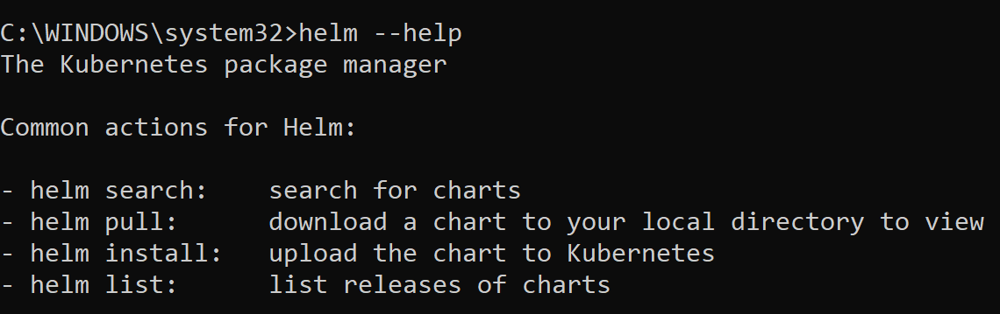 C:\WINDOWS\system32>helm --help
The Kubernetes package manager
Common actions for Helm:
- helm search:    search for charts
- helm pull:      download a chart to your local directory to view
- helm install:   upload the chart to Kubernetes
- helm list:      list releases of charts